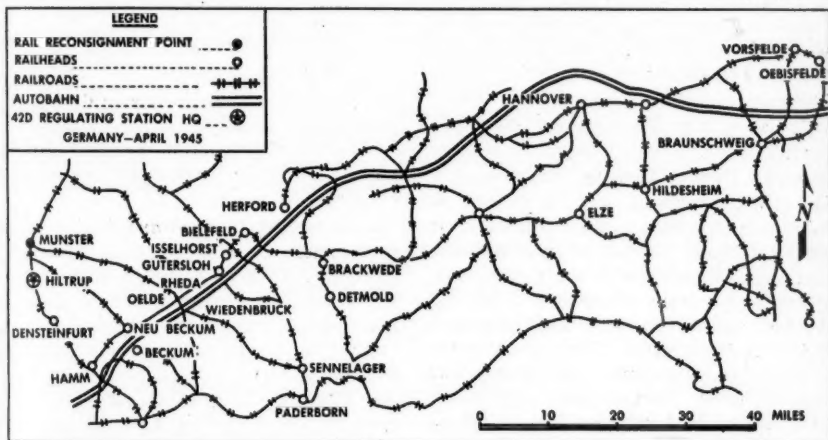 LEGEND
RAIL RECONSIGNMENT POINT
RAILHEADS
RAILROADS
AUTOBAHN
42D REGULATING STATION HQ
GERMANY—APRIL 1945
VORSFELDE
OEBISFELDE
HANNOVER
BRAUNSCHWEIG
HILDESHEIM
HERFORD
ELZE
N
BIELEFELD
MUNSTER
ISSELHORST
GUTERSLOH
BRACKWEDE
HILTRUP
RHEDA
OELDE
DETMOLD
WIEDENBRUCK
DENSTEINFURT
NEU BECKUM
BECKUM
HAMM
SENNELAGER
PADERBORN
0 10 20 30 40 MILES